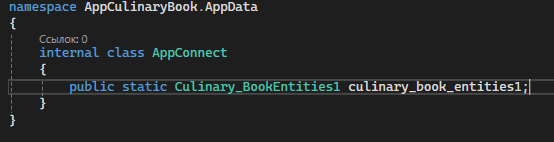 namespace AppCulinaryBook.AppData
{
Ссылок: 0
internal class AppConnect
{
public static Culinary_BookEntities1 culinary_book_entities1;
}
}